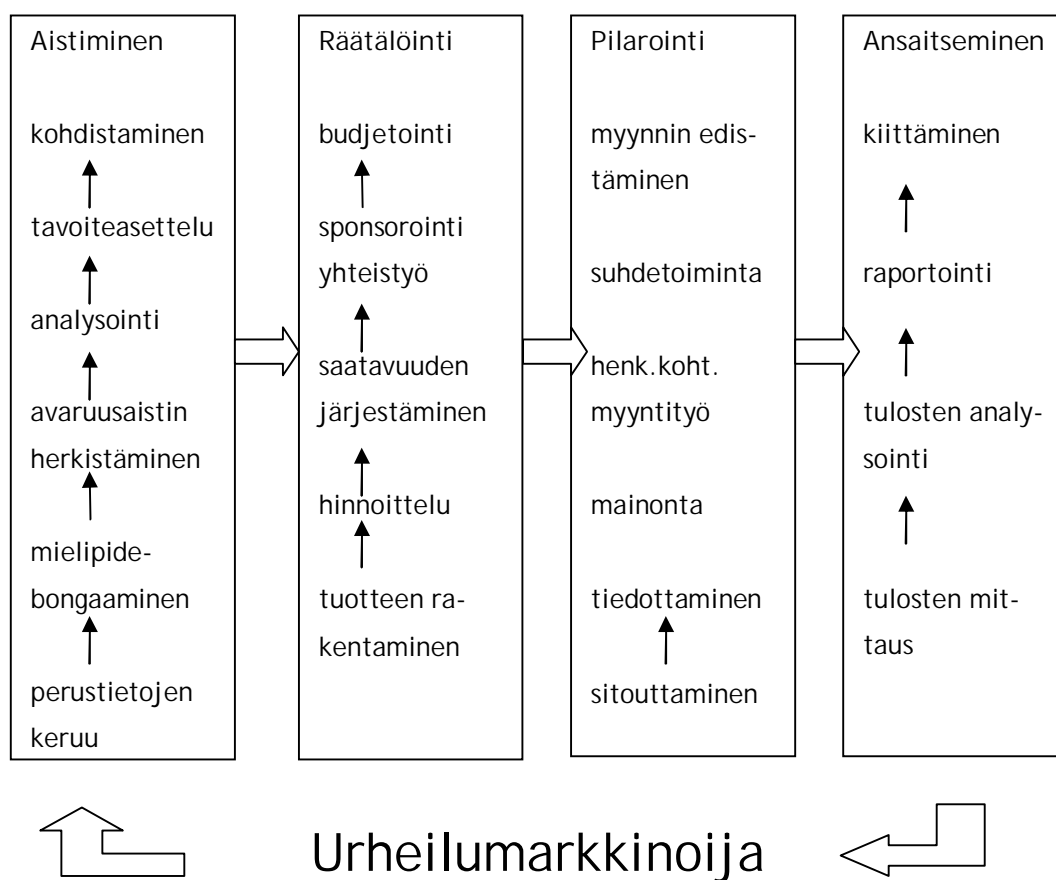 Aistiminen
kohdistaminen
tavoiteasettelu
analysointi
avaruusaistin
herkistäminen
mielipide-
bongaaminen
perustietojen
keruu
Räätälöinti
budjetointi
sponsorointi
yhteistyö
saatavuuden
järjestäminen
hinnoittelu
tuotteen ra-
kentaminen
Pilarointi
myynnin edis-
täminen
suhdetoiminta
henk.koht.
myyntityö
mainonta
tiedottaminen
sitouttaminen
Ansaitseminen
kiittäminen
raportointi
tulosten analy-
sointi
tulosten mit-
taus
Urheilumarkkinoija